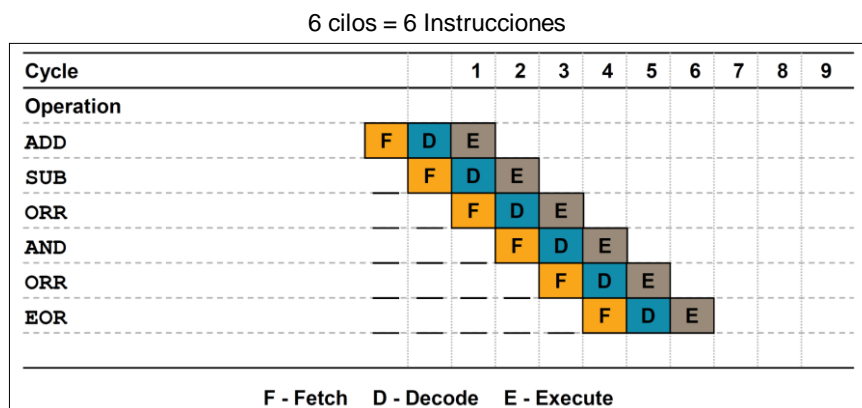 6 cilos = 6 Instrucciones
Cycle 1 2 3 4 5 6 7 8 9
Operation
ADD F D E
SUB F D E
ORR F D E
AND F D E
ORR F D E
EOR F D E
F - Fetch D - Decode E - Execute